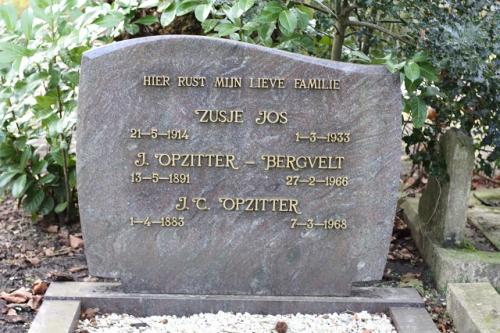 HIER RUST MIJN LIEVE FAMILIE
ZUSJE JOS
21-5-1914 1-3-1933
J. OPZITTER - BERGVELT
13-5-1891 27-2-1966
J.C. OPZITTER
1-4-1883 7-3-1968